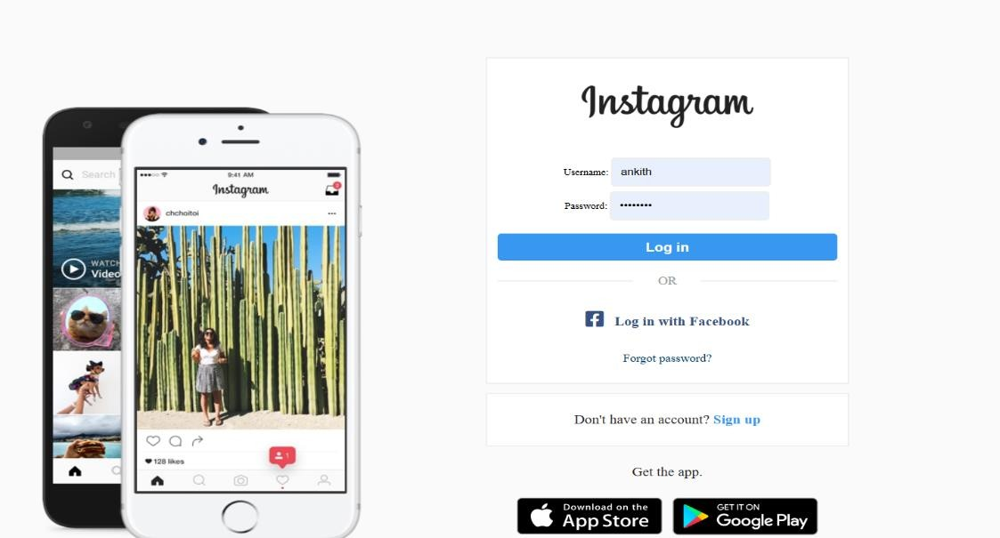 Search
WATCH
Video
9:41 AM
Instagram
2
chchoitoi
128 likes
1
Instagram
Username: ankith
Password: ••••••••
Log in
OR
Log in with Facebook
Forgot password?
Don't have an account? Sign up
Get the app.
Download on the
App Store
GET IT ON
Google Play